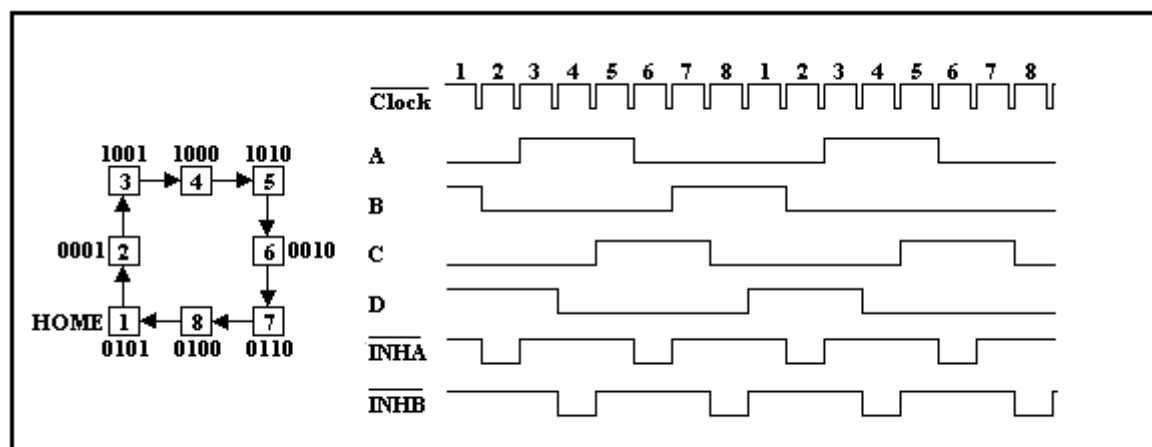 1001 1000 1010
3 4 5
0001 2 6 0010
HOME 1 8 7
0101 0100 0110
1 2 3 4 5 6 7 8 1 2 3 4 5 6 7 8
Clock
A
B
C
D
INHA
INHB